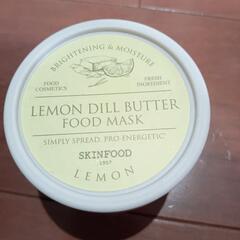 BRIGHTENING & MOISTURE
FOOD
COSMETICS
FRESH
INGREDIENT
LEMON DILL BUTTER
FOOD MASK
SIMPLY SPREAD, PRO-ENERGETIC
SKINFOOD
1957
LEMON